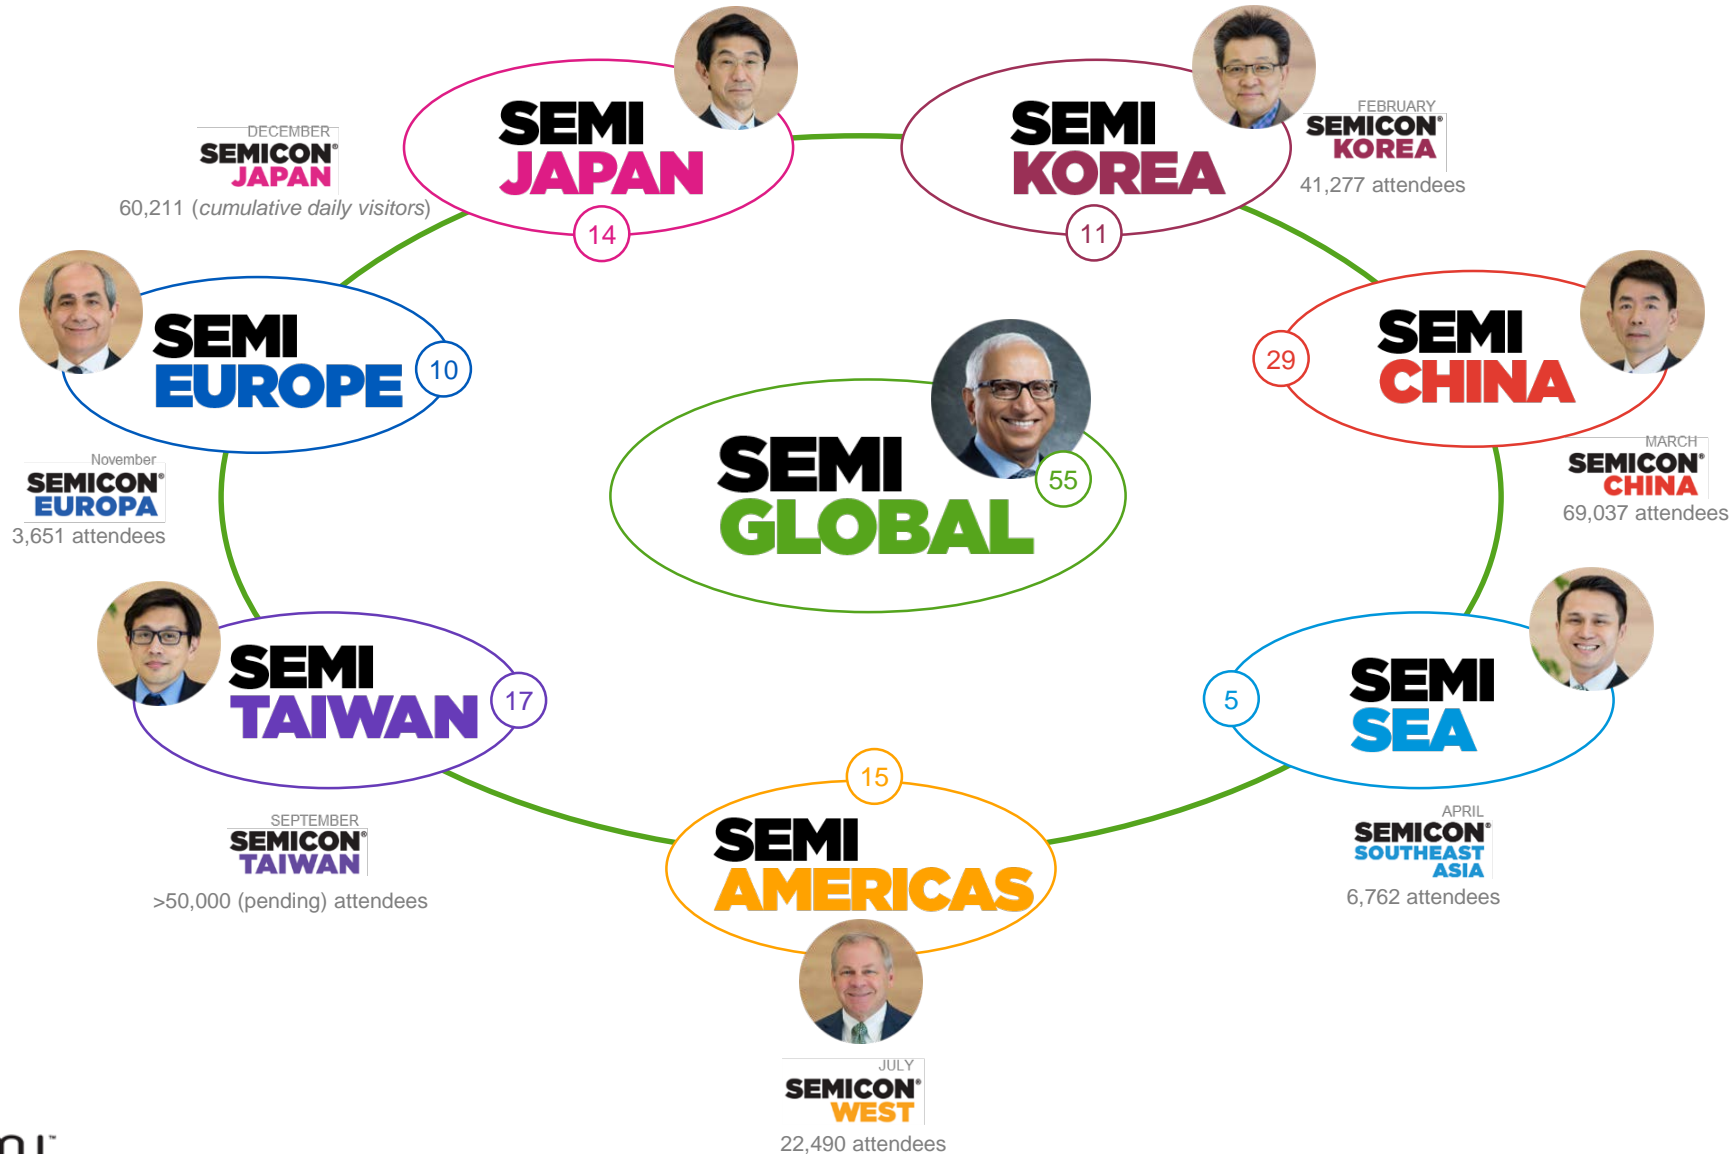 SEMI
JAPAN
14
DECEMBER
SEMICON®
JAPAN
60,211 (cumulative daily visitors)
SEMI
KOREA
11
FEBRUARY
SEMICON®
KOREA
41,277 attendees
SEMI
EUROPE
10
November
SEMICON®
EUROPA
3,651 attendees
SEMI
GLOBAL
55
SEMI
CHINA
29
MARCH
SEMICON®
CHINA
69,037 attendees
SEMI
TAIWAN
17
SEPTEMBER
SEMICON®
TAIWAN
>50,000 (pending) attendees
SEMI
AMERICAS
15
JULY
SEMICON®
WEST
22,490 attendees
SEMI
SEA
5
APRIL
SEMICON®
SOUTHEAST
ASIA
6,762 attendees